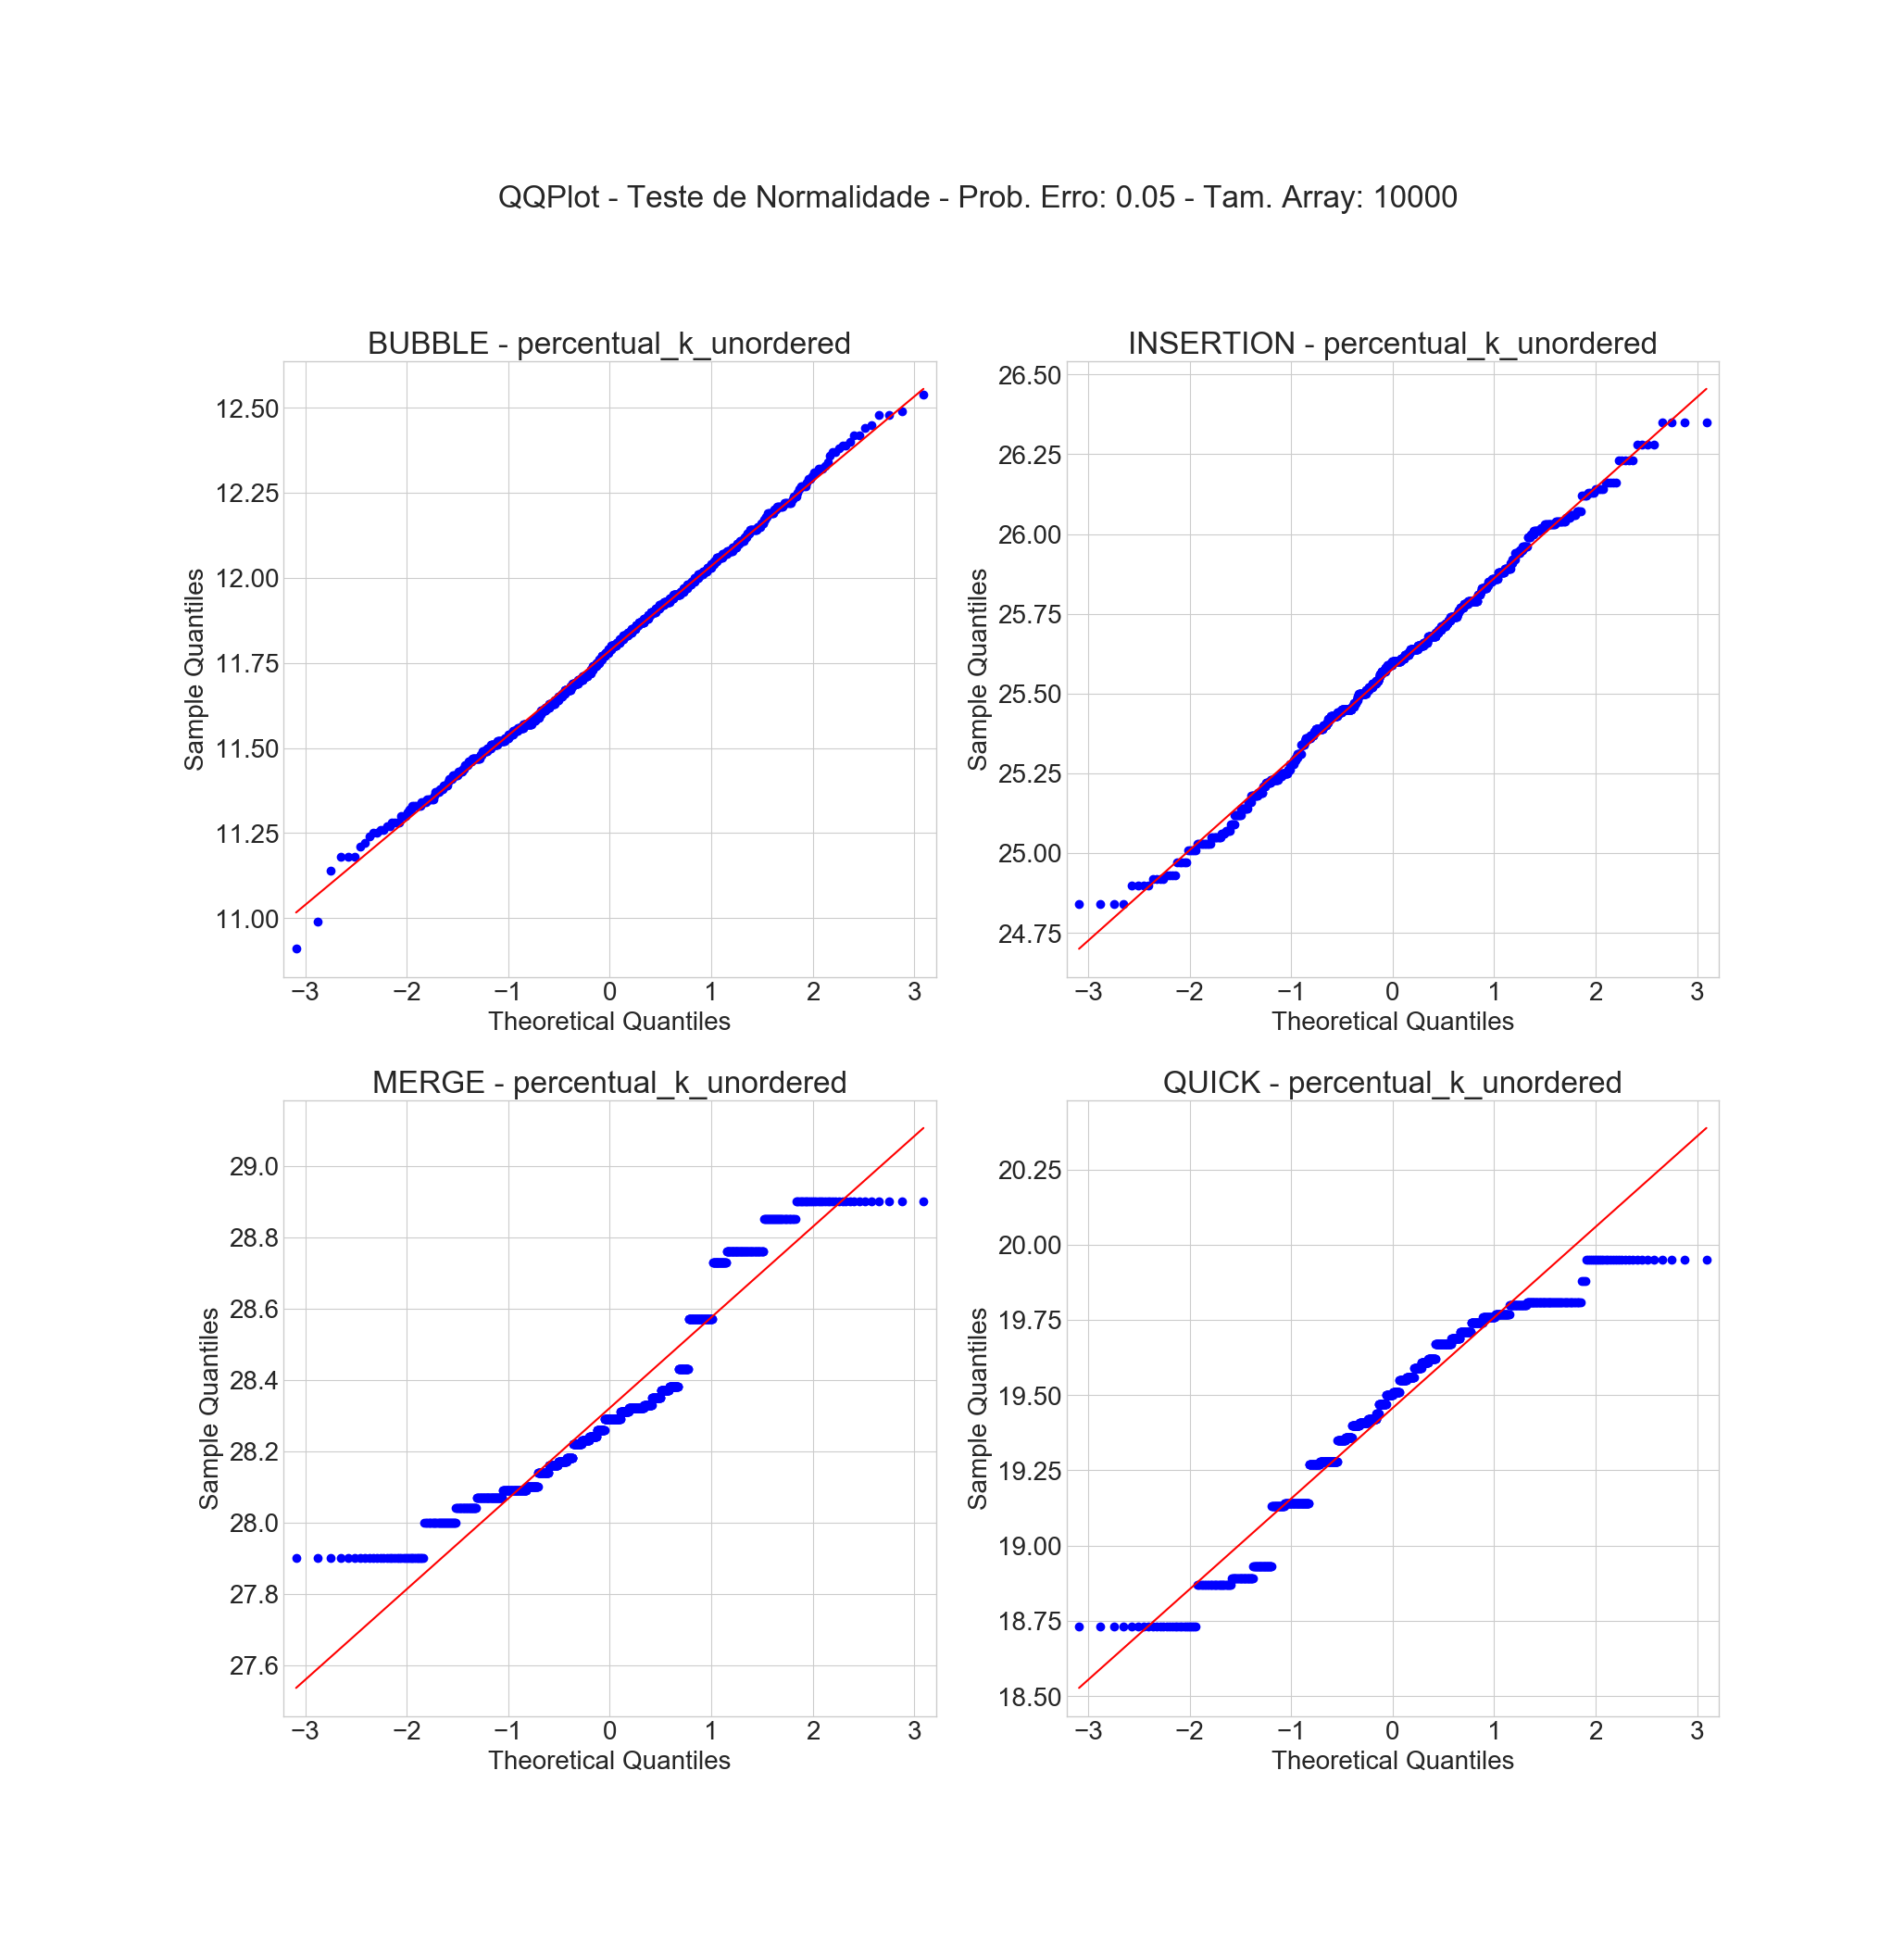 QQPlot - Teste de Normalidade - Prob. Erro: 0.05 - Tam. Array: 10000
BUBBLE - percentual_k_unordered
Sample Quantiles
12.50
12.25
12.00
11.75
11.50
11.25
11.00
−3 −2 −1 0 1 2 3
Theoretical Quantiles
INSERTION - percentual_k_unordered
Sample Quantiles
26.50
26.25
26.00
25.75
25.50
25.25
25.00
24.75
−3 −2 −1 0 1 2 3
Theoretical Quantiles
MERGE - percentual_k_unordered
Sample Quantiles
29.0
28.8
28.6
28.4
28.2
28.0
27.8
27.6
−3 −2 −1 0 1 2 3
Theoretical Quantiles
QUICK - percentual_k_unordered
Sample Quantiles
20.25
20.00
19.75
19.50
19.25
19.00
18.75
18.50
−3 −2 −1 0 1 2 3
Theoretical Quantiles